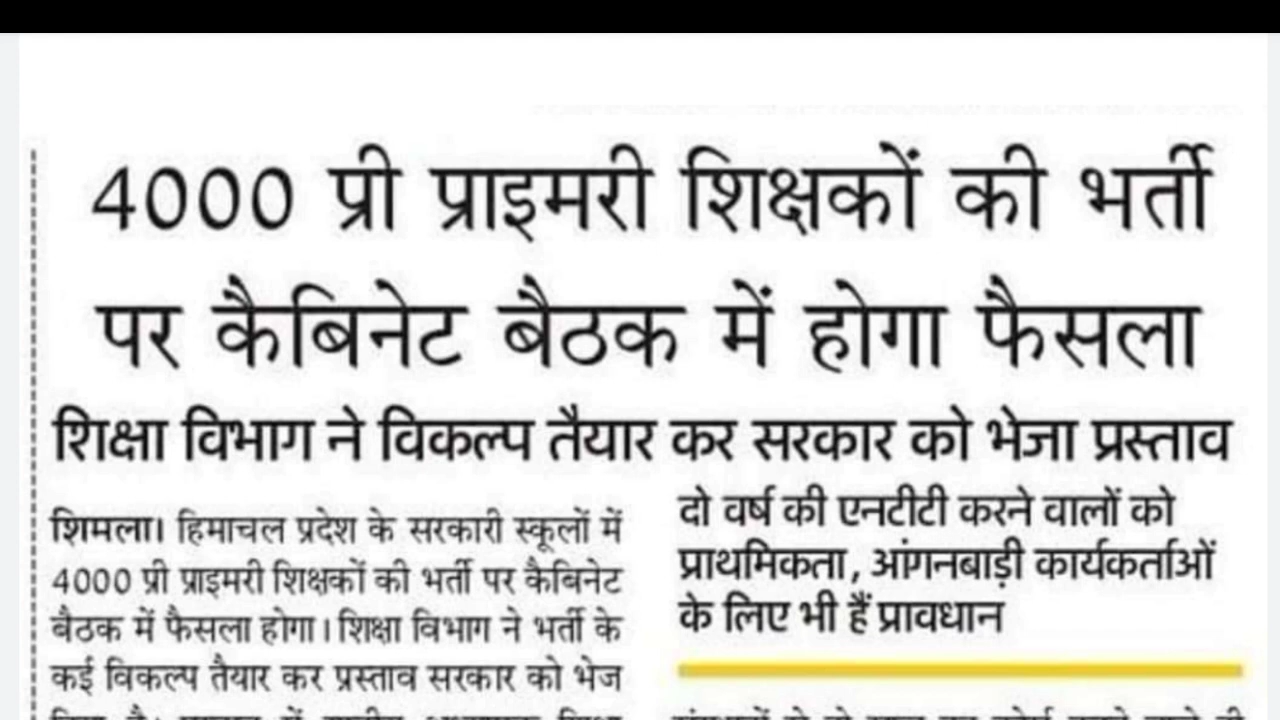 4000 प्री प्राइमरी शिक्षकों की भर्ती
पर कैबिनेट बैठक में होगा फैसला
शिक्षा विभाग ने विकल्प तैयार कर सरकार को भेजा प्रस्ताव
शिमला। हिमाचल प्रदेश के सरकारी स्कूलों में
4000 प्री प्राइमरी शिक्षकों की भर्ती पर कैबिनेट
बैठक में फैसला होगा। शिक्षा विभाग ने भर्ती के
कई विकल्प तैयार कर प्रस्ताव सरकार को भेज
दो वर्ष की एनटीटी करने वालों को
प्राथमिकता, आंगनबाड़ी कार्यकर्ताओं
के लिए भी हैं प्रावधान